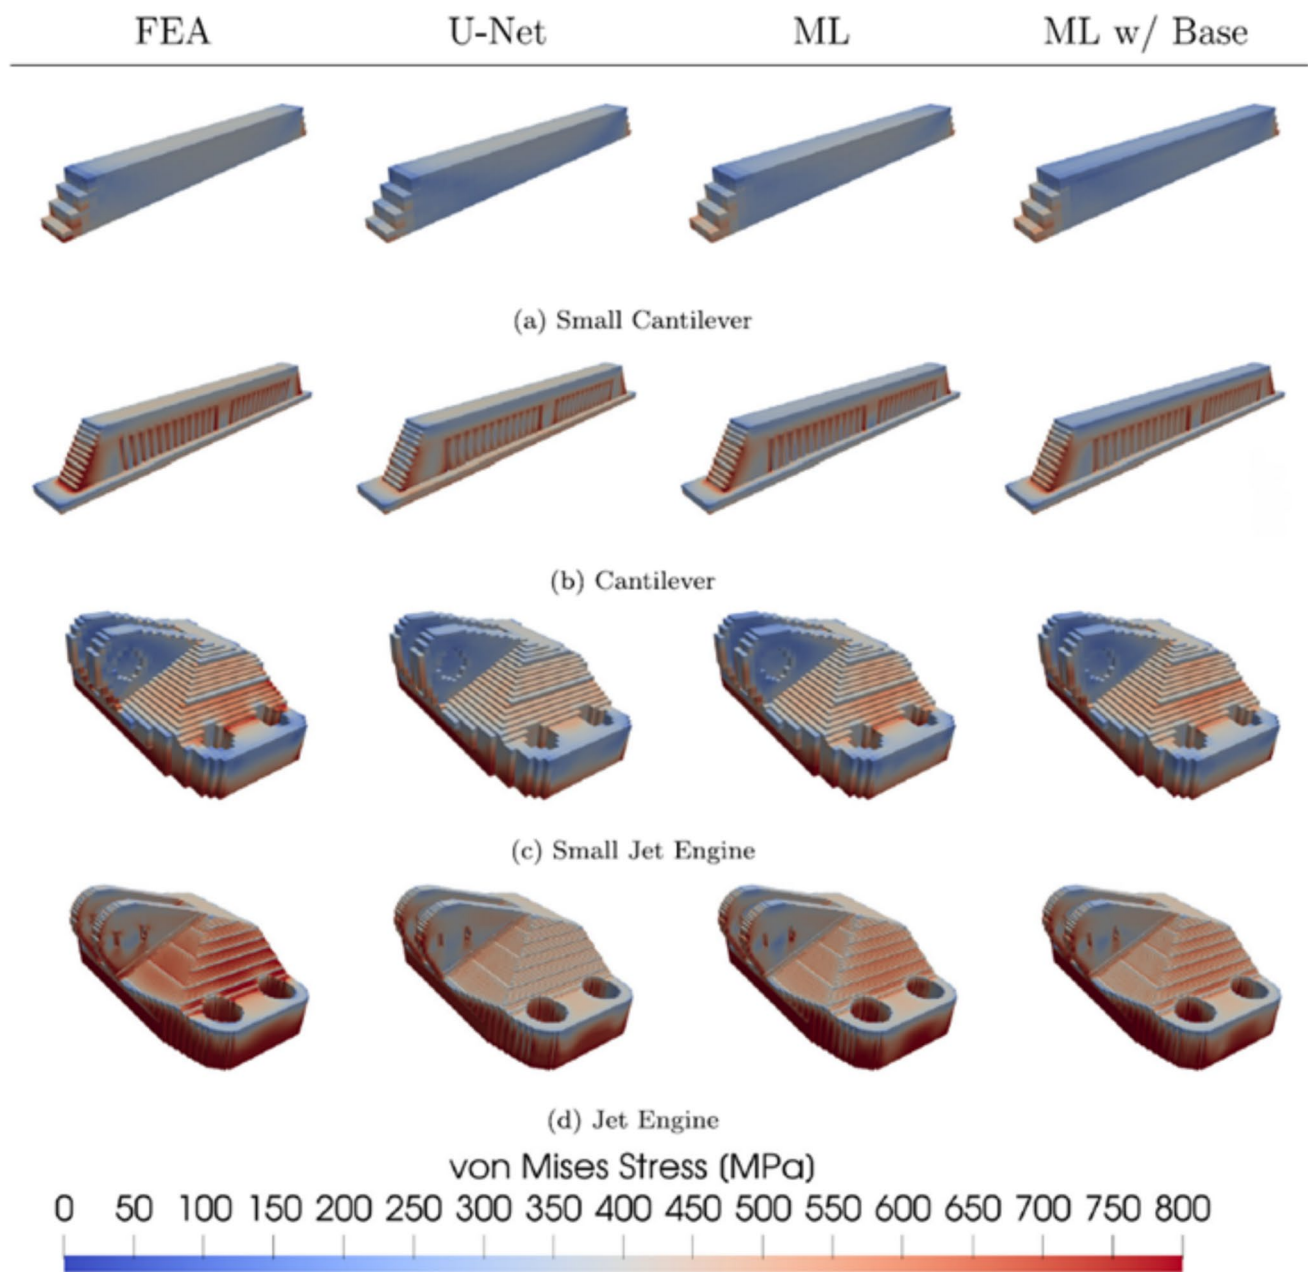 FEA U-Net ML ML w/ Base
(a) Small Cantilever
(b) Cantilever
(c) Small Jet Engine
(d) Jet Engine
von Mises Stress (MPa)
0 50 100 150 200 250 300 350 400 450 500 550 600 650 700 750 800